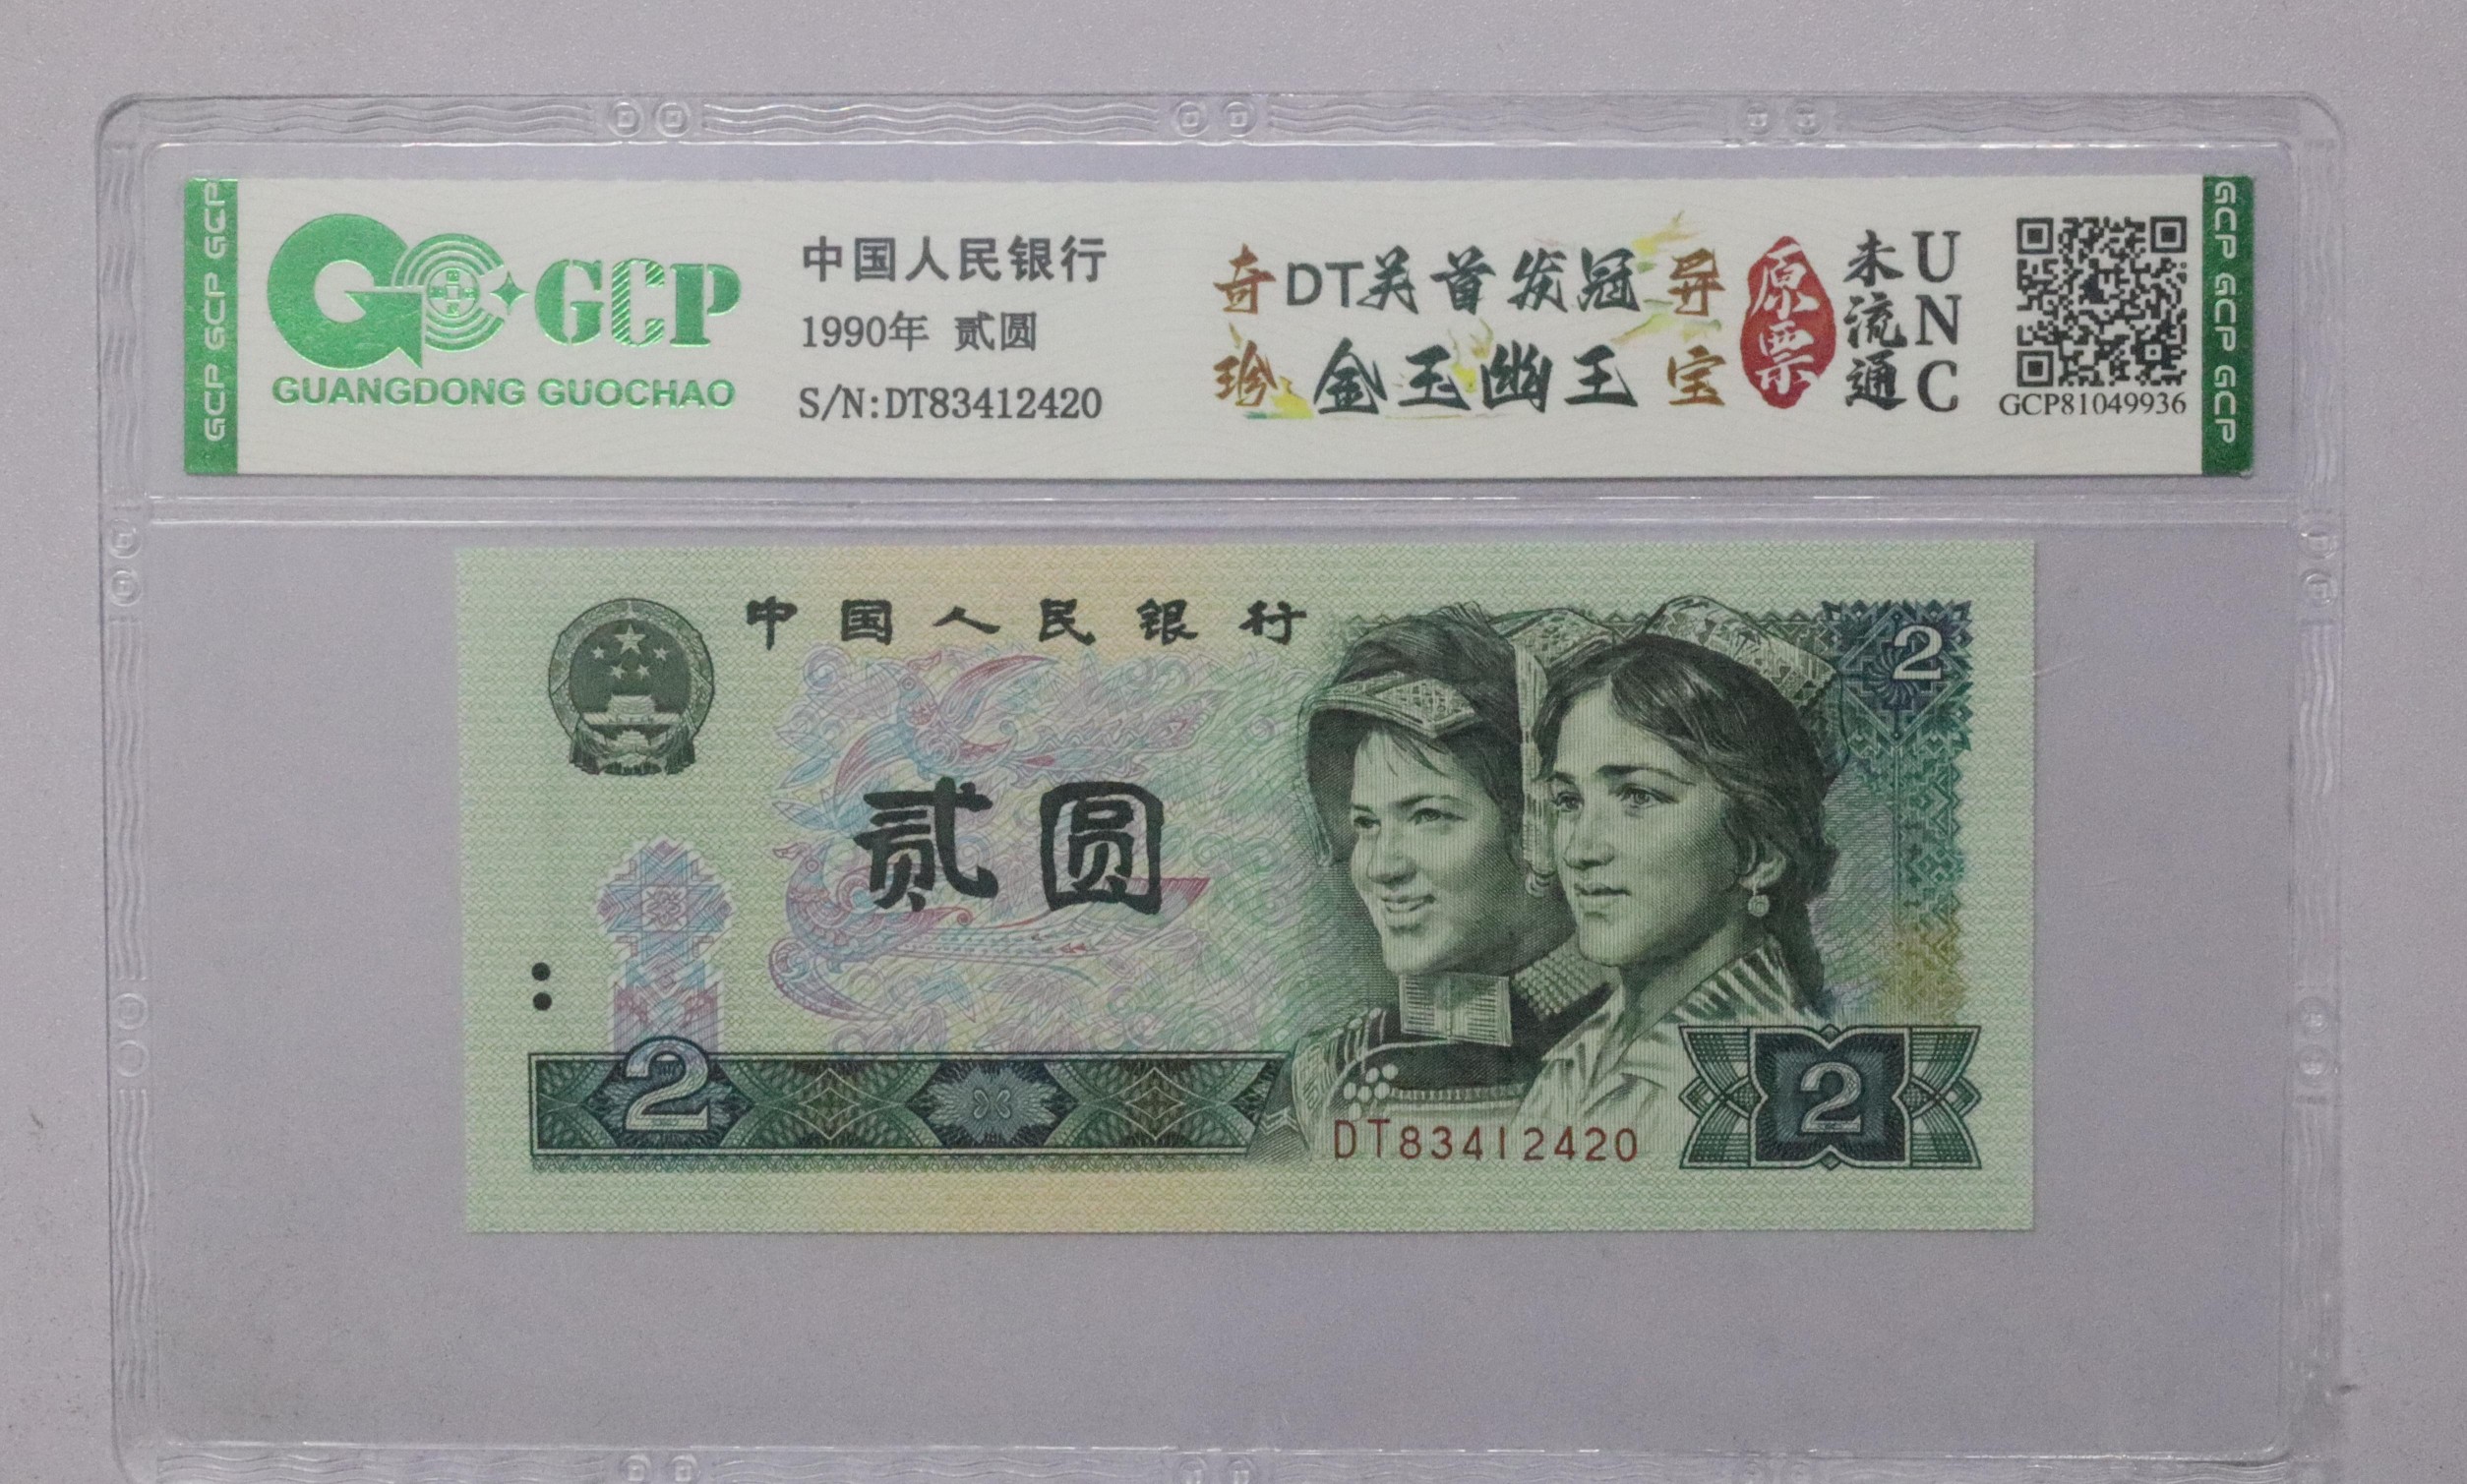 GCP GCP GCP
GCP
GUANGDONG GUOCHAO
中国人民银行
1990年 贰圆
S/N:DT83412420
奇 DT关首发冠 异
珍 金玉幽王 宝
原票
未流通
UNC
GCP81049936
GCP GCP GCP
中国人民银行
2
贰圆
2
DT83412420
2